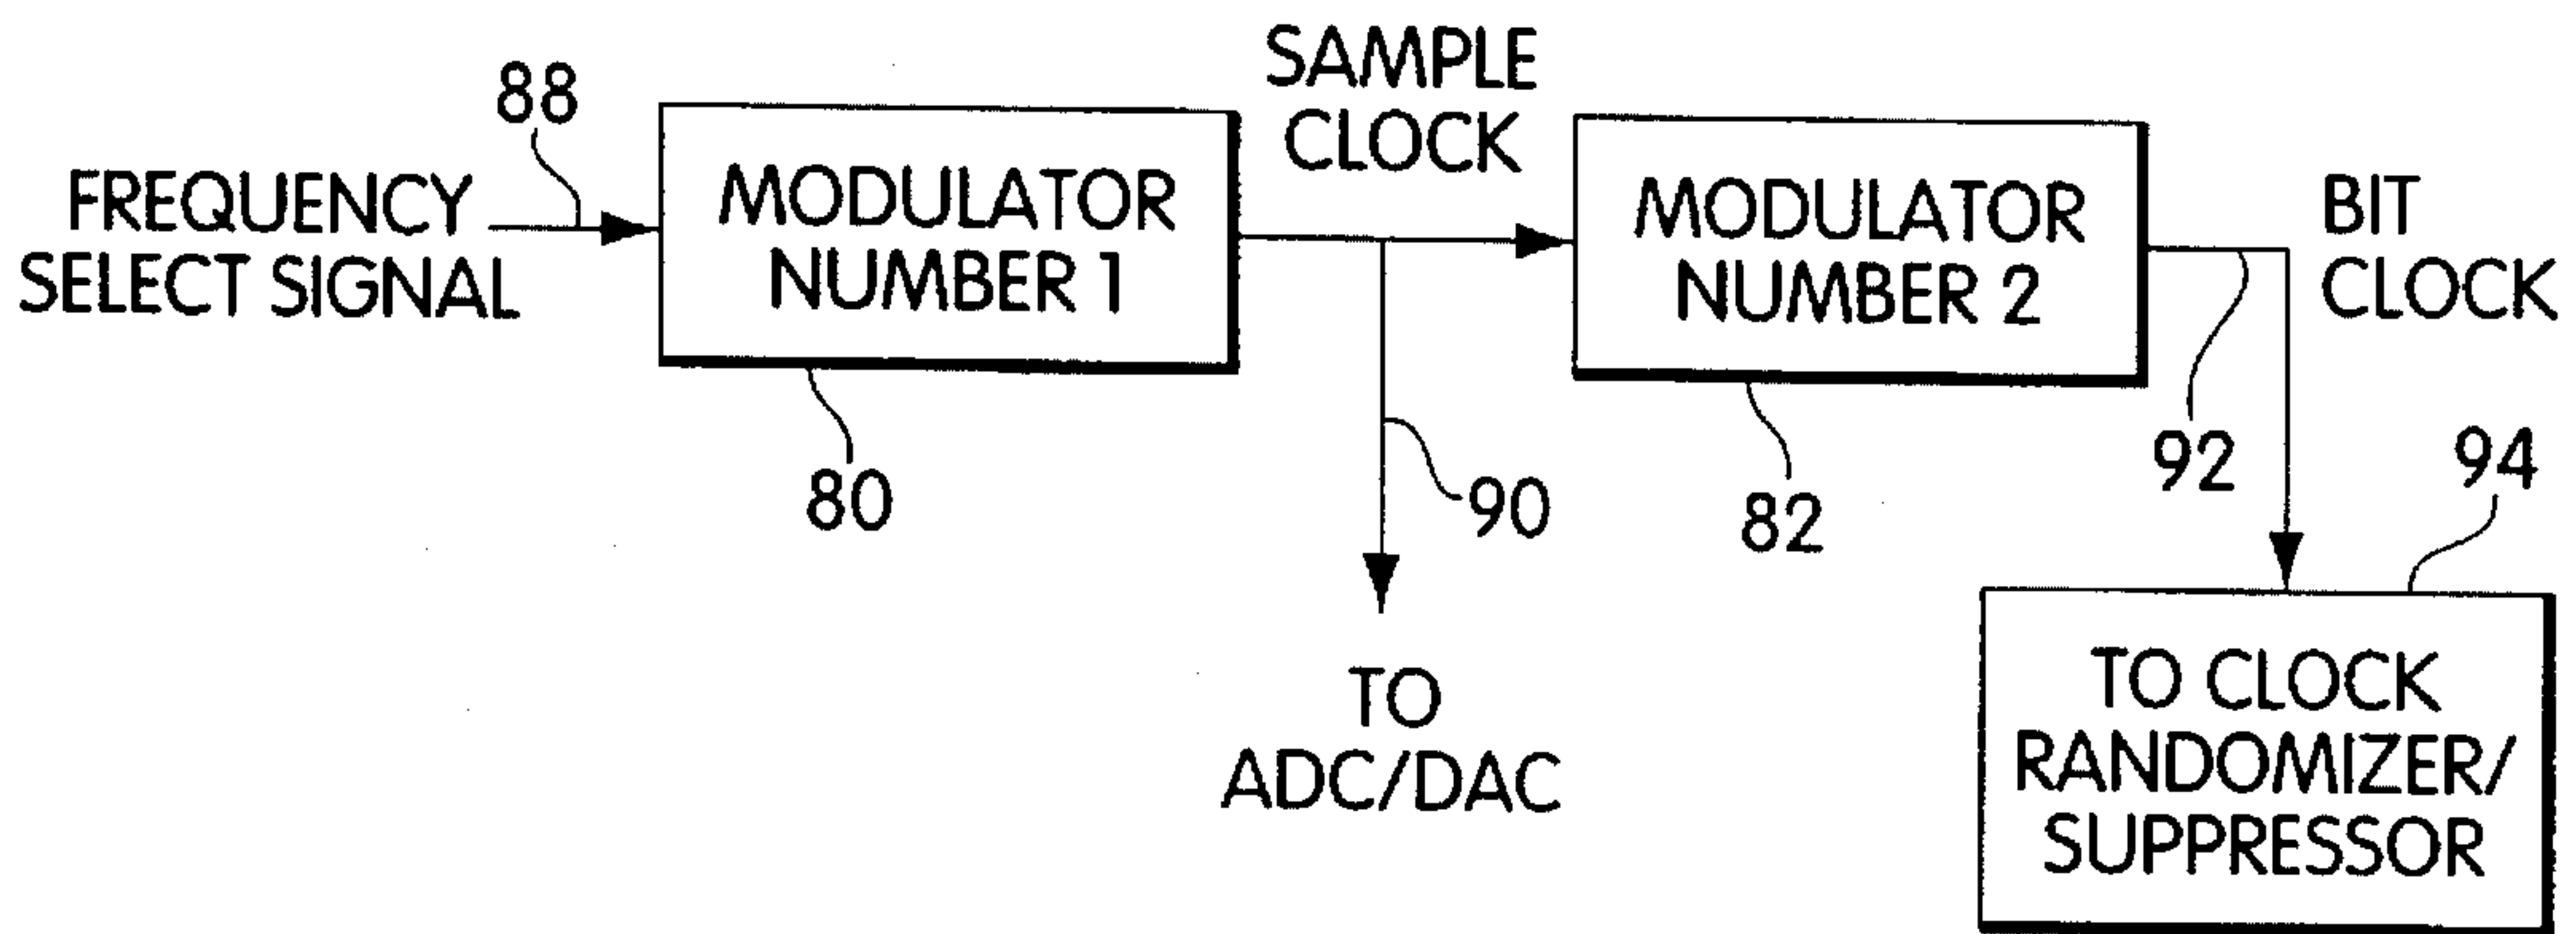 88
FREQUENCY
SELECT SIGNAL
MODULATOR
NUMBER 1
80
SAMPLE
CLOCK
90
TO
ADC/DAC
MODULATOR
NUMBER 2
82
BIT
CLOCK
92
94
TO CLOCK
RANDOMIZER/
SUPPRESSOR